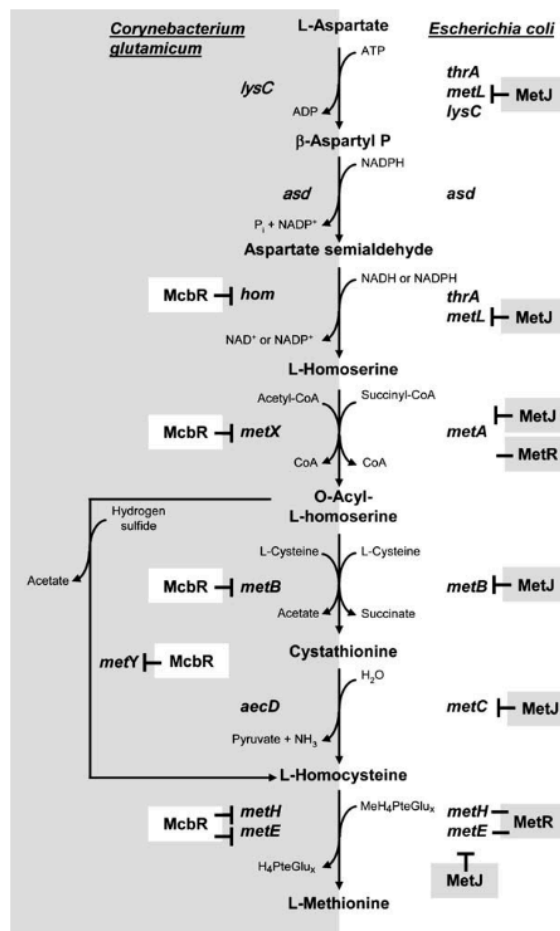 Corynebacterium glutamicum
L-Aspartate
Escherichia coli
ATP
lysC
ADP
thrA
metL
lysC
MetJ
β-Aspartyl P
NADPH
asd
Pi + NADP+
asd
Aspartate semialdehyde
McbR
hom
NADH or NADPH
NAD+ or NADP+
thrA
metL
MetJ
L-Homoserine
Acetyl-CoA
Succinyl-CoA
McbR
metX
CoA
CoA
metA
MetJ
MetR
O-Acyl-
L-homoserine
Hydrogen
sulfide
Acetate
L-Cysteine
L-Cysteine
McbR
metB
Acetate
Succinate
metB
MetJ
Cystathionine
metY
McbR
H2O
aecD
Pyruvate + NH3
metC
MetJ
L-Homocysteine
McbR
metH
metE
MeH4PteGlux
H4PteGlux
metH
metE
MetR
MetJ
L-Methionine